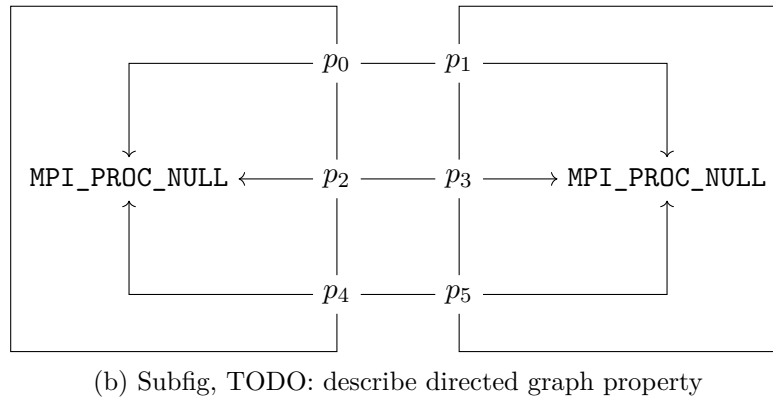 p₀ p₁
MPI_PROC_NULL p₂ p₃ MPI_PROC_NULL
p₄ p₅
(b) Subfig, TODO: describe directed graph property